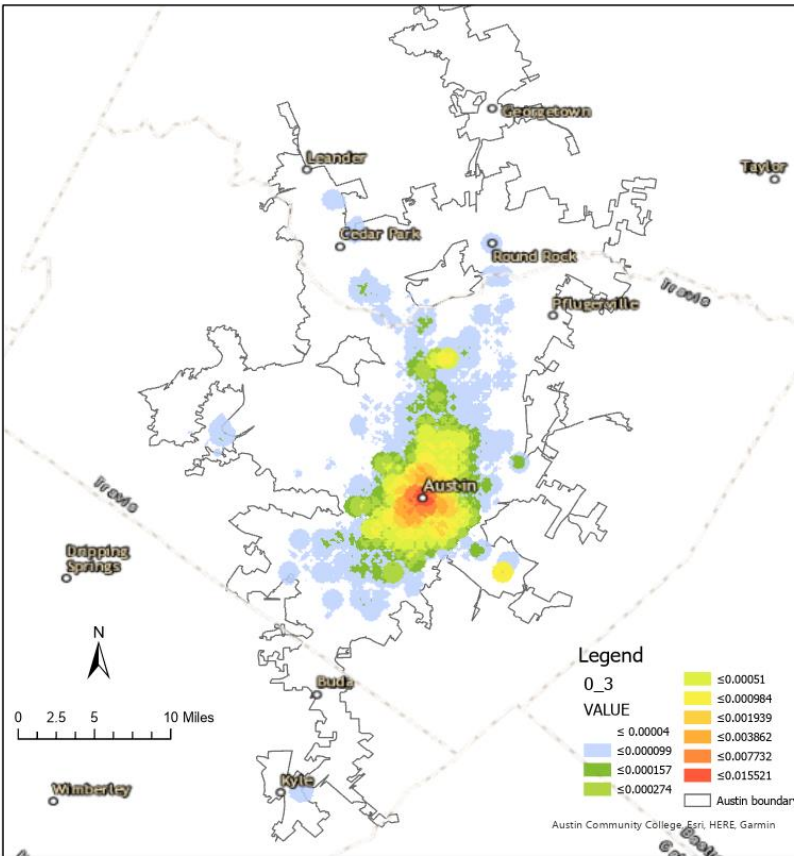 Georgetown
Leander
Taylor
Cedar Park
Round Rock
Travis
Pflugerville
Austin
Travis
Dripping
Springs
N
Buda
0 2.5 5 10 Miles
Kyle
Wimberley
Legend
0_3
VALUE
≤ 0.00004
≤0.000099
≤0.000157
≤0.000274
≤0.00051
≤0.000984
≤0.001939
≤0.003862
≤0.007732
≤0.015521
Austin boundary
Austin Community College, Esri, HERE, Garmin